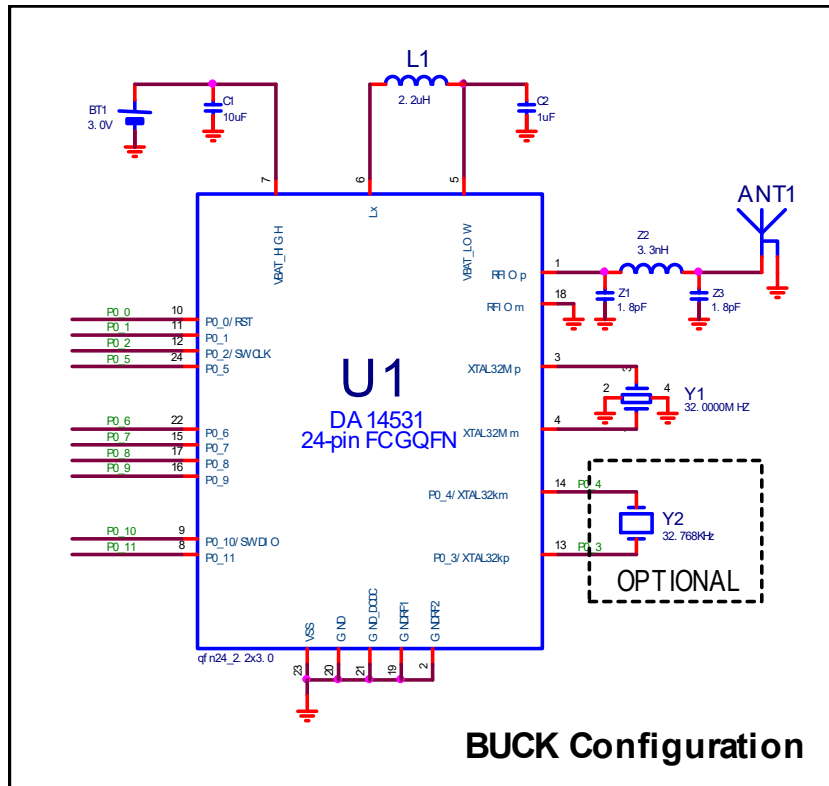 L1
2.2uH
C1
10uF
C2
1uF
BT1
3.0V
7
6
5
VBAT_HIGH
Lx
VBAT_LOW
ANT1
Z2
3.3nH
1
RFIOp
18
RFIOm
Z1
1.8pF
Z3
1.8pF
P0_0
10
P0_0/RST
P0_1
11
P0_1
P0_2
12
P0_2/SWCLK
P0_5
24
P0_5
U1
DA14531
24-pin FCGQFN
3
XTAL32Mp
3
2
4
Y1
32.0000MHZ
4
XTAL32Mm
P0_6
22
P0_6
P0_7
15
P0_7
P0_8
17
P0_8
P0_9
16
P0_9
14
P0_4
P0_4/XTAL32km
Y2
32.768KHz
13
P0_3
P0_3/XTAL32kp
OPTIONAL
P0_10
9
P0_10/SWDIO
P0_11
8
P0_11
VSS
GND
GND_DCDC
GNDRF1
GNDRF2
qfn24_2.2x3.0
23
20
21
19
2
BUCK Configuration